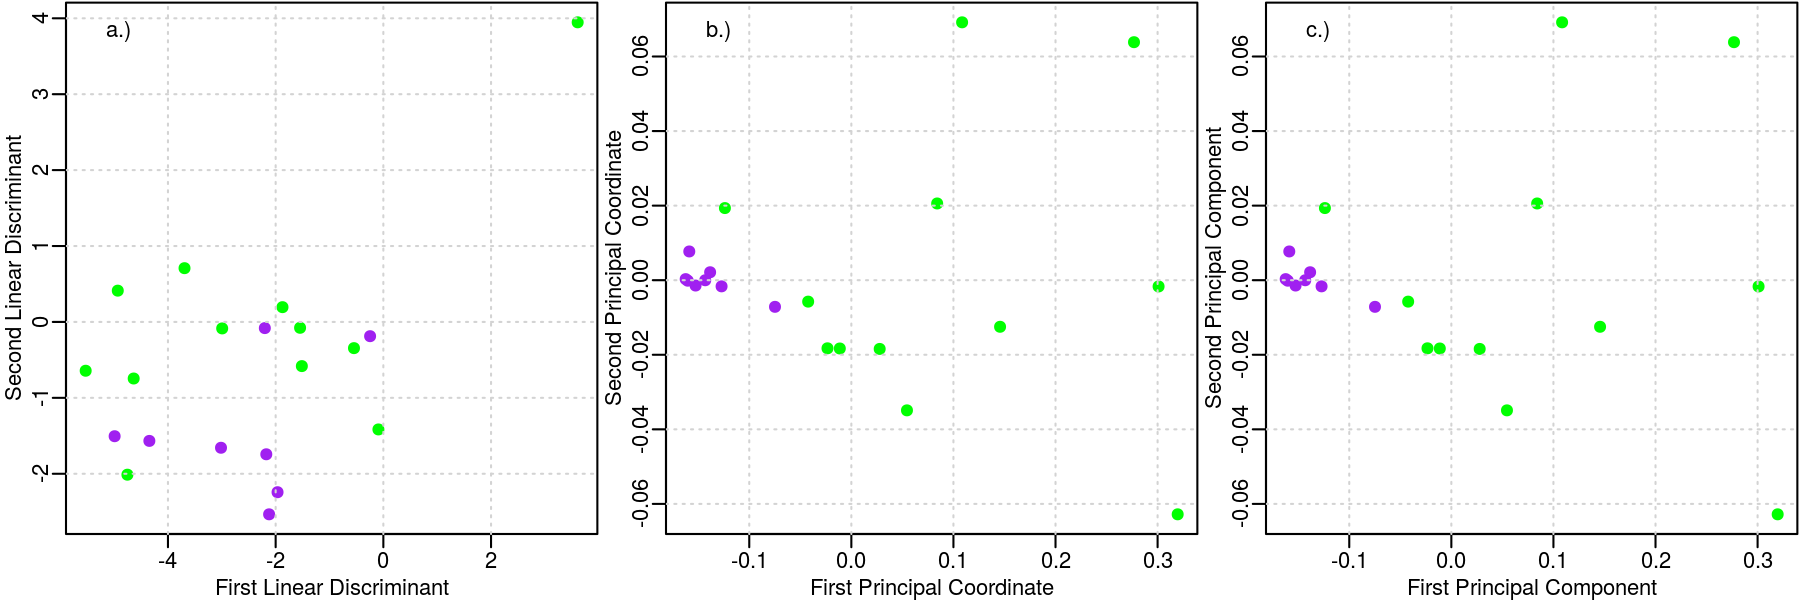 a.)
4
3
2
1
0
-1
-2
Second Linear Discriminant
-4 -2 0 2
First Linear Discriminant
b.)
0.06
0.04
0.02
0.00
-0.02
-0.04
-0.06
Second Principal Coordinate
-0.1 0.0 0.1 0.2 0.3
First Principal Coordinate
c.)
0.06
0.04
0.02
0.00
-0.02
-0.04
-0.06
Second Principal Component
-0.1 0.0 0.1 0.2 0.3
First Principal Component